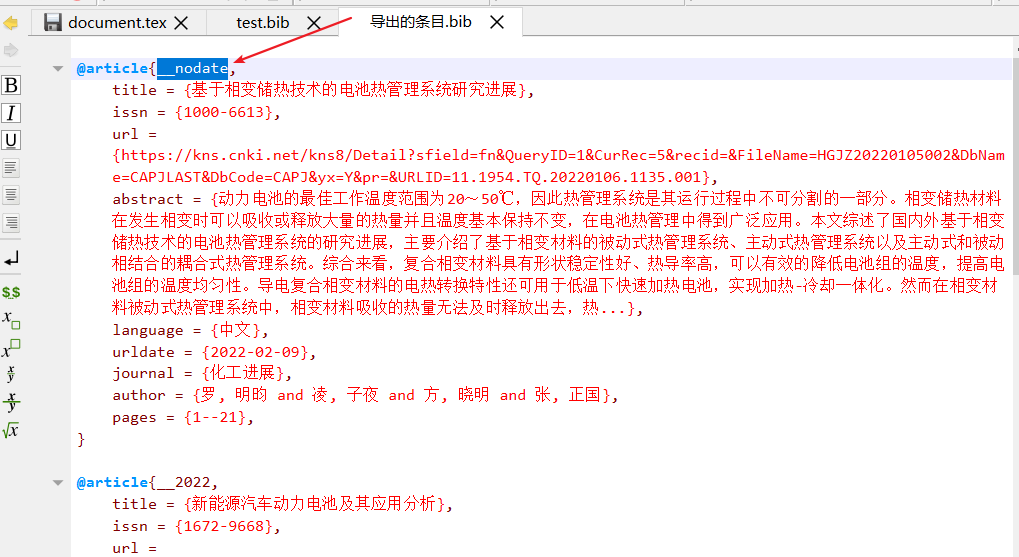 document.tex
test.bib
导出的条目.bib
@article{__nodate,
title = {基于相变储热技术的电池热管理系统研究进展},
issn = {1000-6613},
url =
{https://kns.cnki.net/kns8/Detail?sfield=fn&QueryID=1&CurRec=5&recid=&FileName=HGJZ20220105002&DbNam
e=CAPJLAST&DbCode=CAPJ&yx=Y&pr=&URLID=11.1954.TQ.20220106.1135.001},
abstract = {动力电池的最佳工作温度范围为20～50℃，因此热管理系统是其运行过程中不可分割的一部分。相变储热材料
在发生相变时可以吸收或释放大量的热量并且温度基本保持不变，在电池热管理中得到广泛应用。本文综述了国内外基于相变
储热技术的电池热管理系统的研究进展，主要介绍了基于相变材料的被动式热管理系统、主动式热管理系统以及主动式和被动
相结合的耦合式热管理系统。综合来看，复合相变材料具有形状稳定性好、热导率高，可以有效的降低电池组的温度，提高电
池组的温度均匀性。导电复合相变材料的电热转换特性还可用于低温下快速加热电池，实现加热-冷却一体化。然而在相变材
料被动式热管理系统中，相变材料吸收的热量无法及时释放出去，热...},
language = {中文},
urldate = {2022-02-09},
journal = {化工进展},
author = {罗, 明昀 and 凌, 子夜 and 方, 晓明 and 张, 正国},
pages = {1--21},
}
@article{__2022,
title = {新能源汽车动力电池及其应用分析},
issn = {1672-9668},
url =
B
I
U
$$
x
x
x/y
x/y
√x